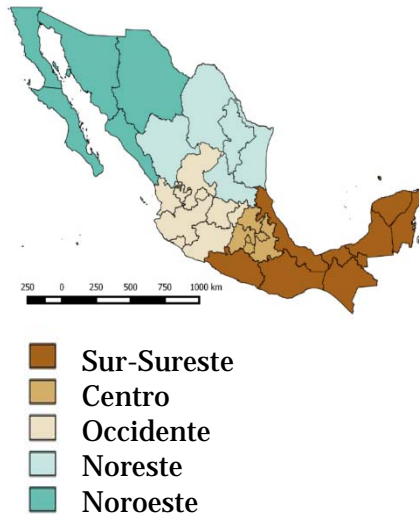 250 0 250 500 750 1000 km
Sur-Sureste
Centro
Occidente
Noreste
Noroeste